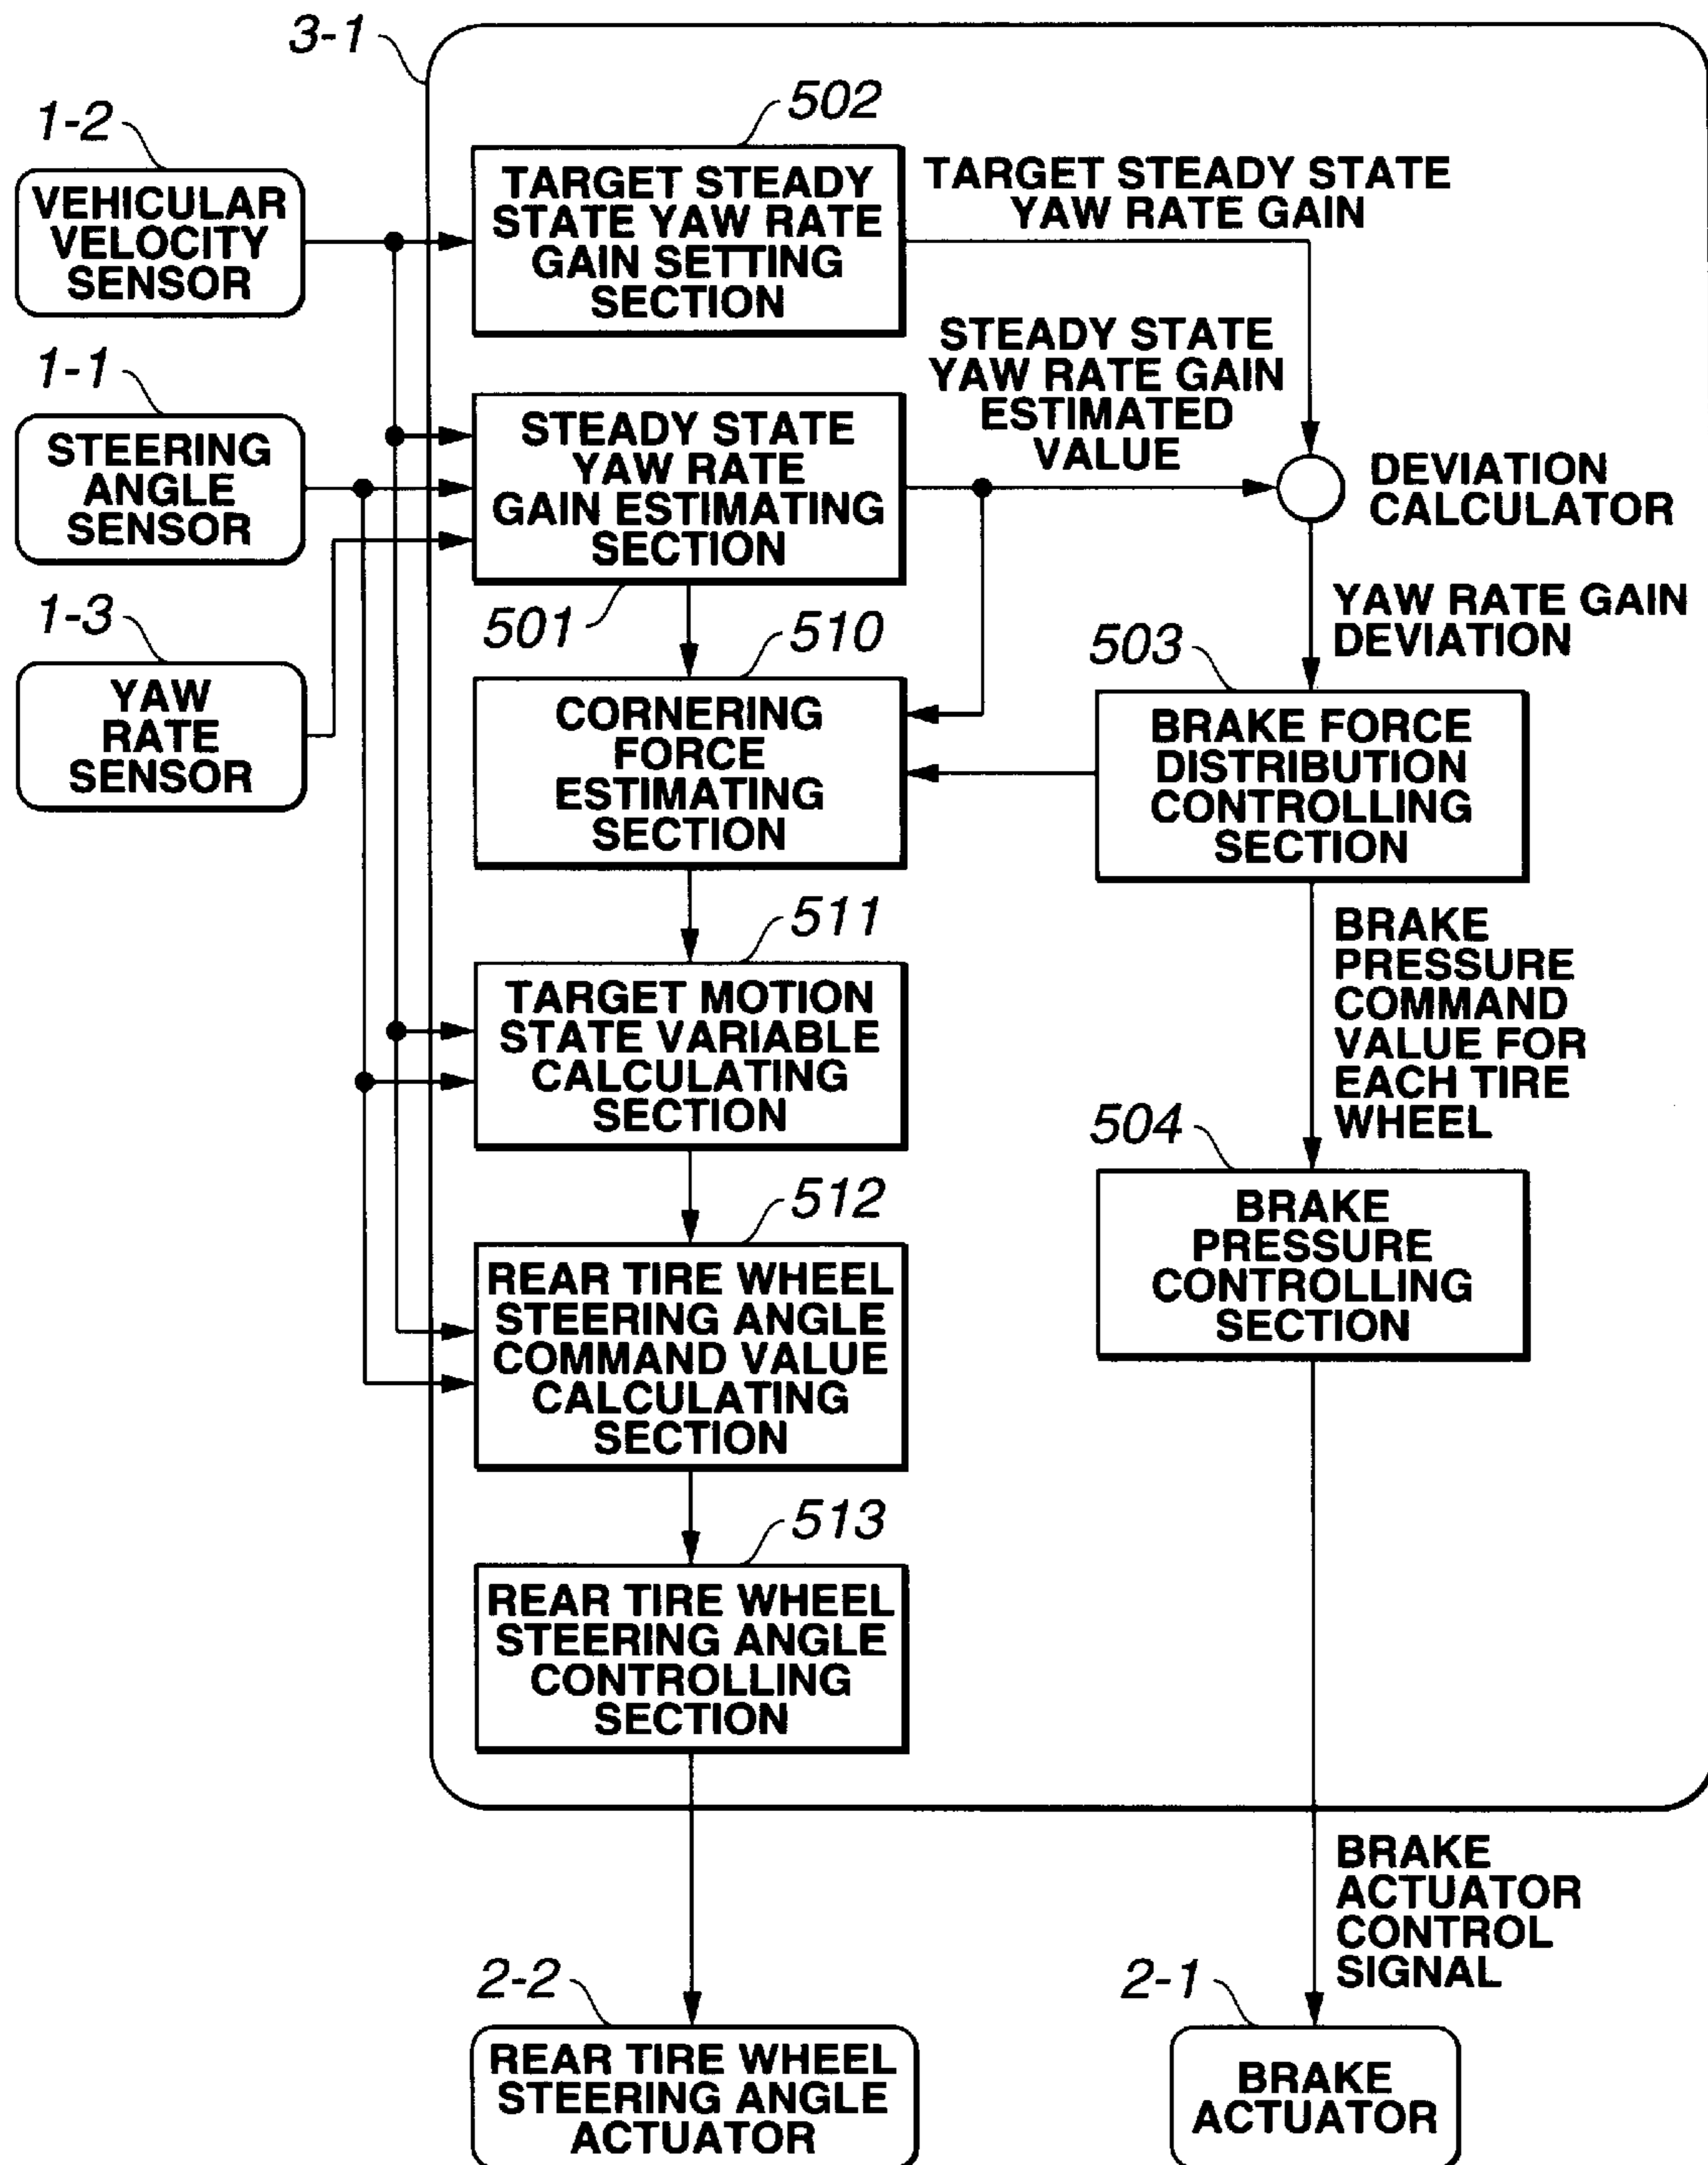 3-1
1-2
VEHICULAR
VELOCITY
SENSOR
502
TARGET STEADY
STATE YAW RATE
GAIN SETTING
SECTION
TARGET STEADY STATE
YAW RATE GAIN
1-1
STEERING
ANGLE
SENSOR
STEADY STATE
YAW RATE
GAIN ESTIMATING
SECTION
501
STEADY STATE
YAW RATE GAIN
ESTIMATED
VALUE
DEVIATION
CALCULATOR
1-3
YAW
RATE
SENSOR
510
CORNERING
FORCE
ESTIMATING
SECTION
YAW RATE GAIN
DEVIATION
503
BRAKE FORCE
DISTRIBUTION
CONTROLLING
SECTION
511
TARGET MOTION
STATE VARIABLE
CALCULATING
SECTION
BRAKE
PRESSURE
COMMAND
VALUE FOR
EACH TIRE
WHEEL
504
BRAKE
PRESSURE
CONTROLLING
SECTION
512
REAR TIRE WHEEL
STEERING ANGLE
COMMAND VALUE
CALCULATING
SECTION
513
REAR TIRE WHEEL
STEERING ANGLE
CONTROLLING
SECTION
BRAKE
ACTUATOR
CONTROL
SIGNAL
2-2
REAR TIRE WHEEL
STEERING ANGLE
ACTUATOR
2-1
BRAKE
ACTUATOR